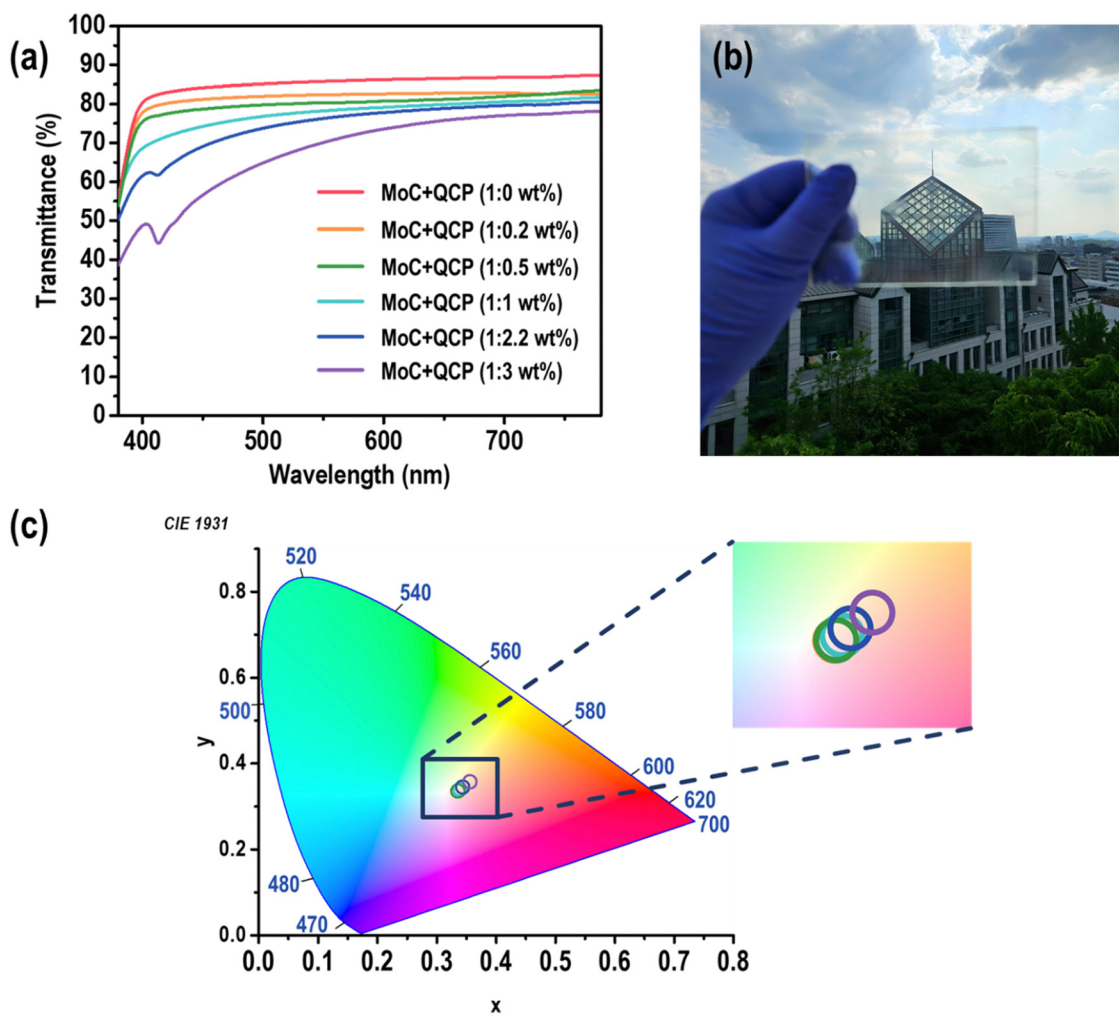 (a)
100
90
80
70
60
50
40
30
20
10
0
Transmittance (%)
MoC+QCP (1:0 wt%)
MoC+QCP (1:0.2 wt%)
MoC+QCP (1:0.5 wt%)
MoC+QCP (1:1 wt%)
MoC+QCP (1:2.2 wt%)
MoC+QCP (1:3 wt%)
400 500 600 700
Wavelength (nm)
(b)
(c)
CIE 1931
520
540
560
580
600
620
700
500
480
470
0.8
0.6
0.4
0.2
0.0
y
0.0 0.1 0.2 0.3 0.4 0.5 0.6 0.7 0.8
x